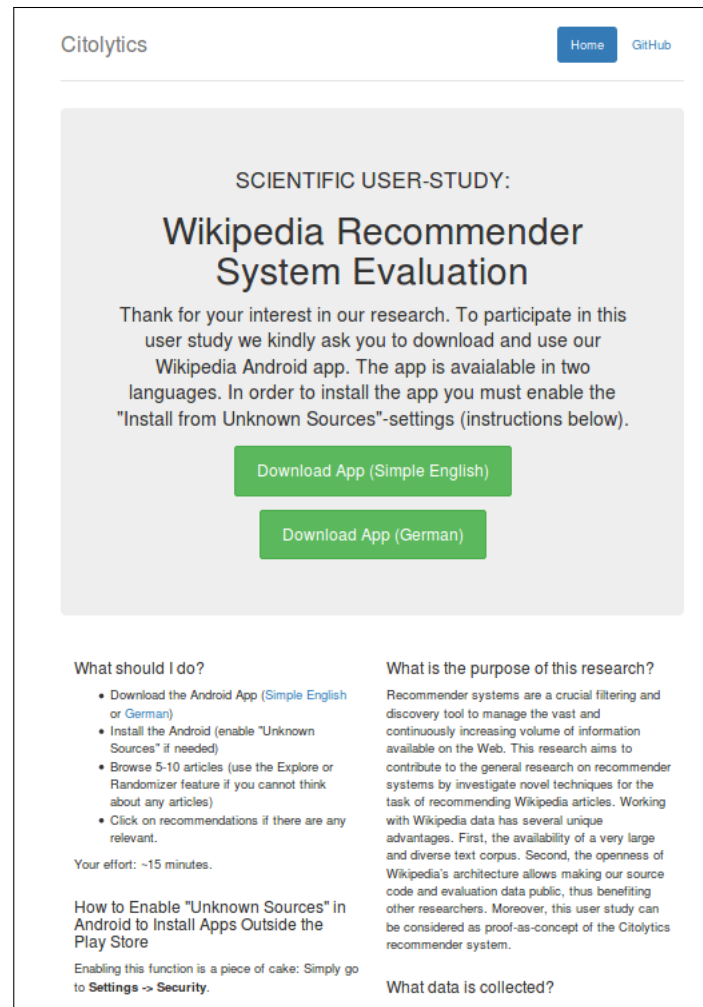 Citolytics
Home
GitHub
SCIENTIFIC USER-STUDY:
Wikipedia Recommender
System Evaluation
Thank for your interest in our research. To participate in this
user study we kindly ask you to download and use our
Wikipedia Android app. The app is avaialable in two
languages. In order to install the app you must enable the
"Install from Unknown Sources"-settings (instructions below).
Download App (Simple English)
Download App (German)
What should I do?
• Download the Android App (Simple English
or German)
• Install the Android (enable "Unknown
Sources" if needed)
• Browse 5-10 articles (use the Explore or
Randomizer feature if you cannot think
about any articles)
• Click on recommendations if there are any
relevant.
Your effort: ~15 minutes.
How to Enable "Unknown Sources" in
Android to Install Apps Outside the
Play Store
Enabling this function is a piece of cake: Simply go
to Settings -> Security.
What is the purpose of this research?
Recommender systems are a crucial filtering and
discovery tool to manage the vast and
continuously increasing volume of information
available on the Web. This research aims to
contribute to the general research on recommender
systems by investigate novel techniques for the
task of recommending Wikipedia articles. Working
with Wikipedia data has several unique
advantages. First, the availability of a very large
and diverse text corpus. Second, the openness of
Wikipedia's architecture allows making our source
code and evaluation data public, thus benefiting
other researchers. Moreover, this user study can
be considered as proof-as-concept of the Citolytics
recommender system.
What data is collected?